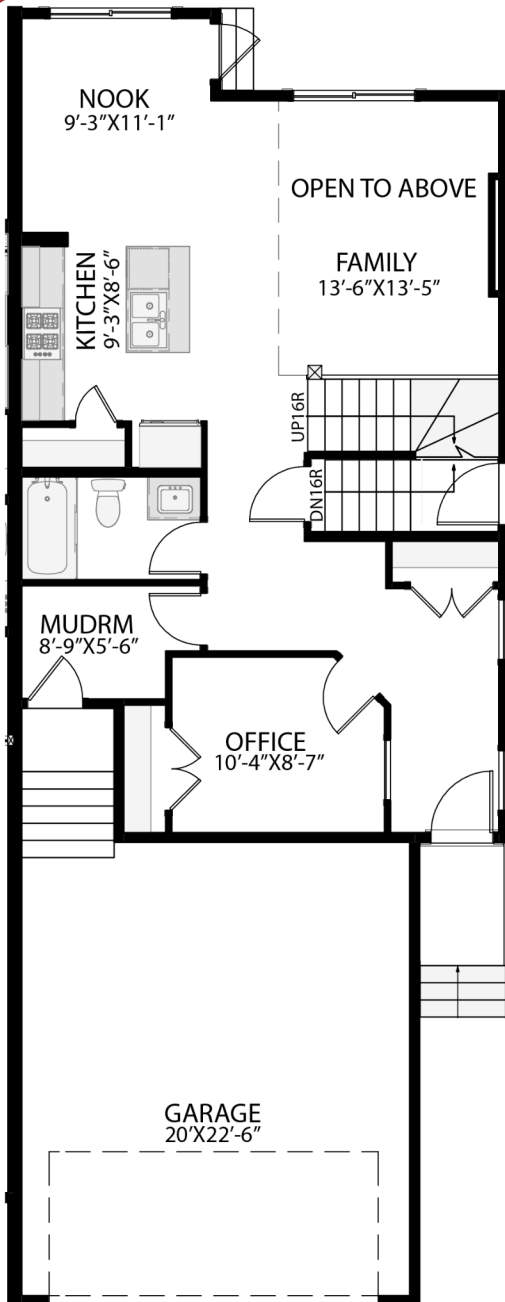 NOOK
9'-3"X11'-1"
OPEN TO ABOVE
FAMILY
13'-6"X13'-5"
KITCHEN
9'-3"X8'-6"
UP16R
DN16R
MUDRM
8'-9"X5'-6"
OFFICE
10'-4"X8'-7"
GARAGE
20'X22'-6"